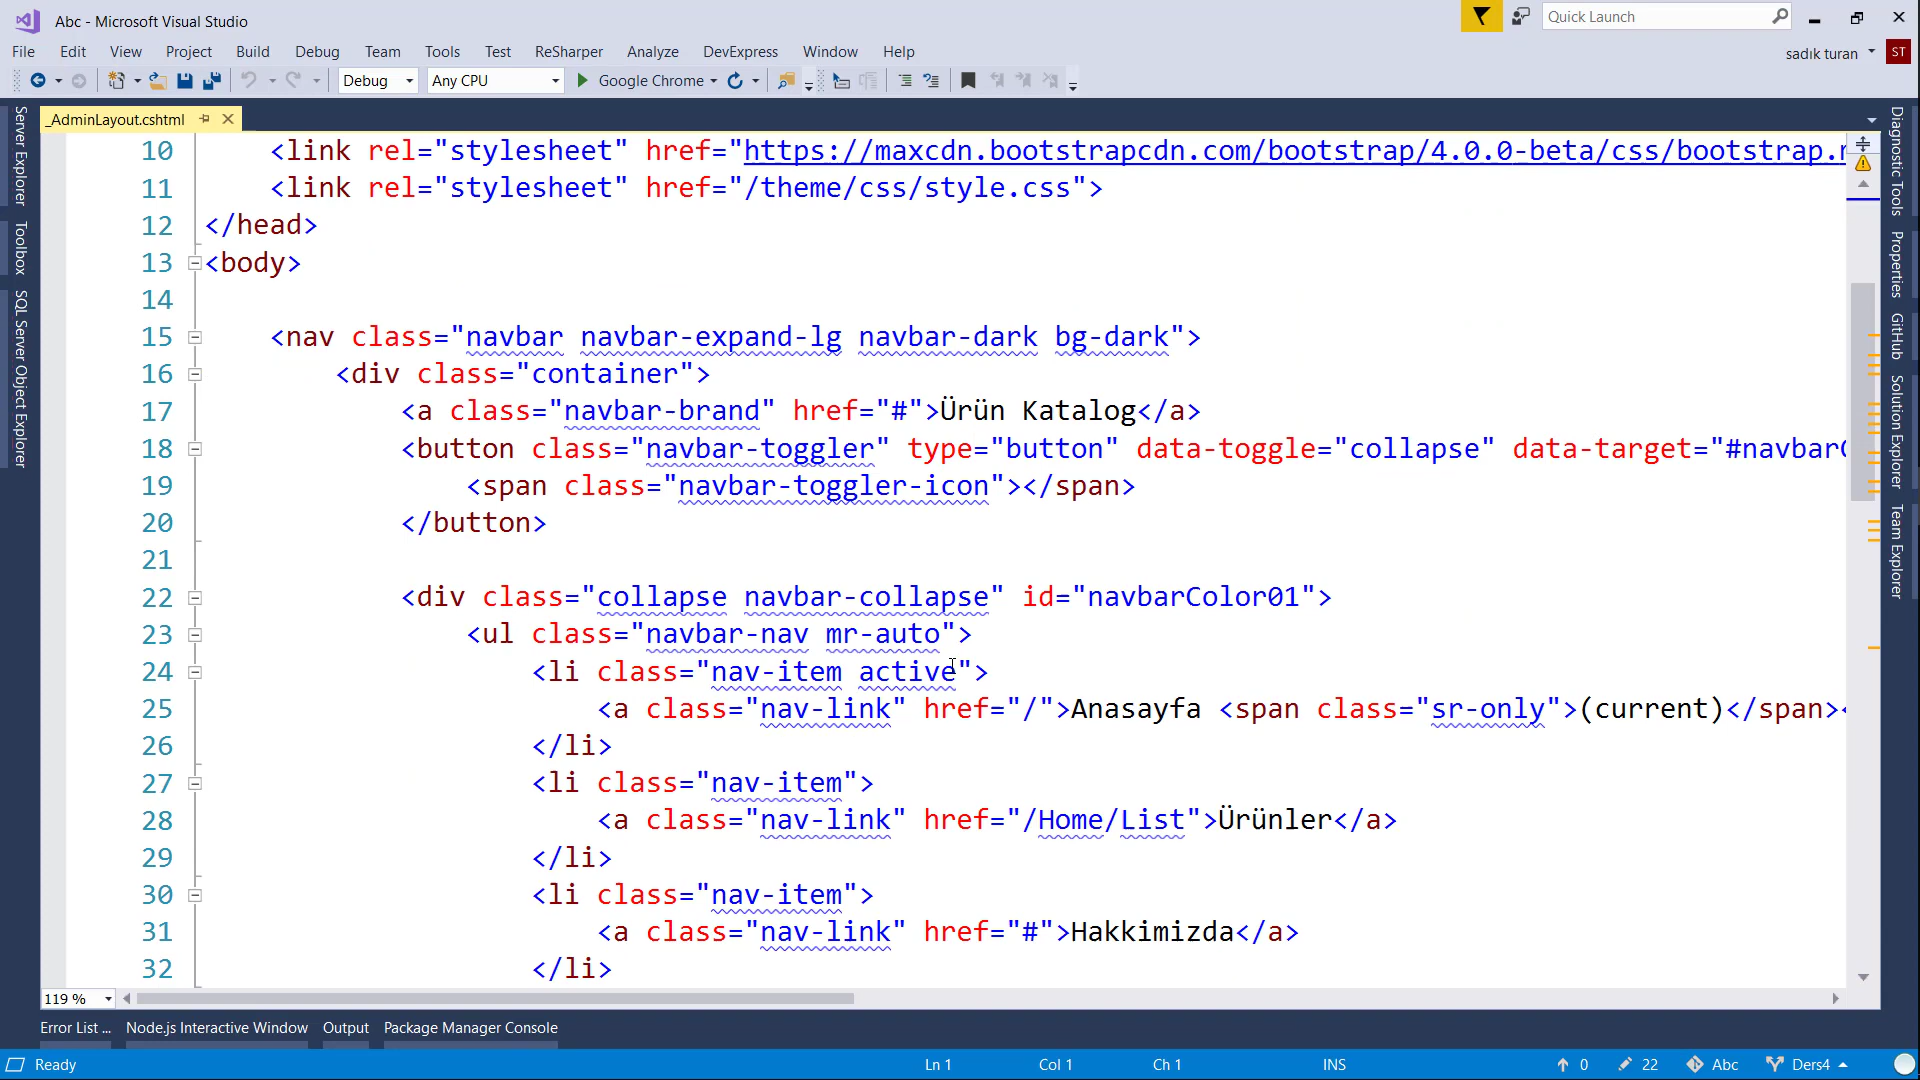 Abc - Microsoft Visual Studio
Quick Launch
File Edit View Project Build Debug Team Tools Test ReSharper Analyze DevExpress Window Help
sadık turan ST
Debug Any CPU Google Chrome
_AdminLayout.cshtml
10 <link rel="stylesheet" href="https://maxcdn.bootstrapcdn.com/bootstrap/4.0.0-beta/css/bootstrap.
11 <link rel="stylesheet" href="/theme/css/style.css">
12 </head>
13 <body>
14
15 <nav class="navbar navbar-expand-lg navbar-dark bg-dark">
16 <div class="container">
17 <a class="navbar-brand" href="#">Ürün Katalog</a>
18 <button class="navbar-toggler" type="button" data-toggle="collapse" data-target="#navbar
19 <span class="navbar-toggler-icon"></span>
20 </button>
21
22 <div class="collapse navbar-collapse" id="navbarColor01">
23 <ul class="navbar-nav mr-auto">
24 <li class="nav-item active">
25 <a class="nav-link" href="/">Anasayfa <span class="sr-only">(current)</span>
26 </li>
27 <li class="nav-item">
28 <a class="nav-link" href="/Home/List">Ürünler</a>
29 </li>
30 <li class="nav-item">
31 <a class="nav-link" href="#">Hakkimizda</a>
32 </li>
119 %
Server Explorer
Toolbox
SQL Server Object Explorer
Diagnostic Tools
Properties
GitHub
Solution Explorer
Team Explorer
Error List ... Node.js Interactive Window Output Package Manager Console
Ready Ln 1 Col 1 Ch 1 INS 0 22 Abc Ders4